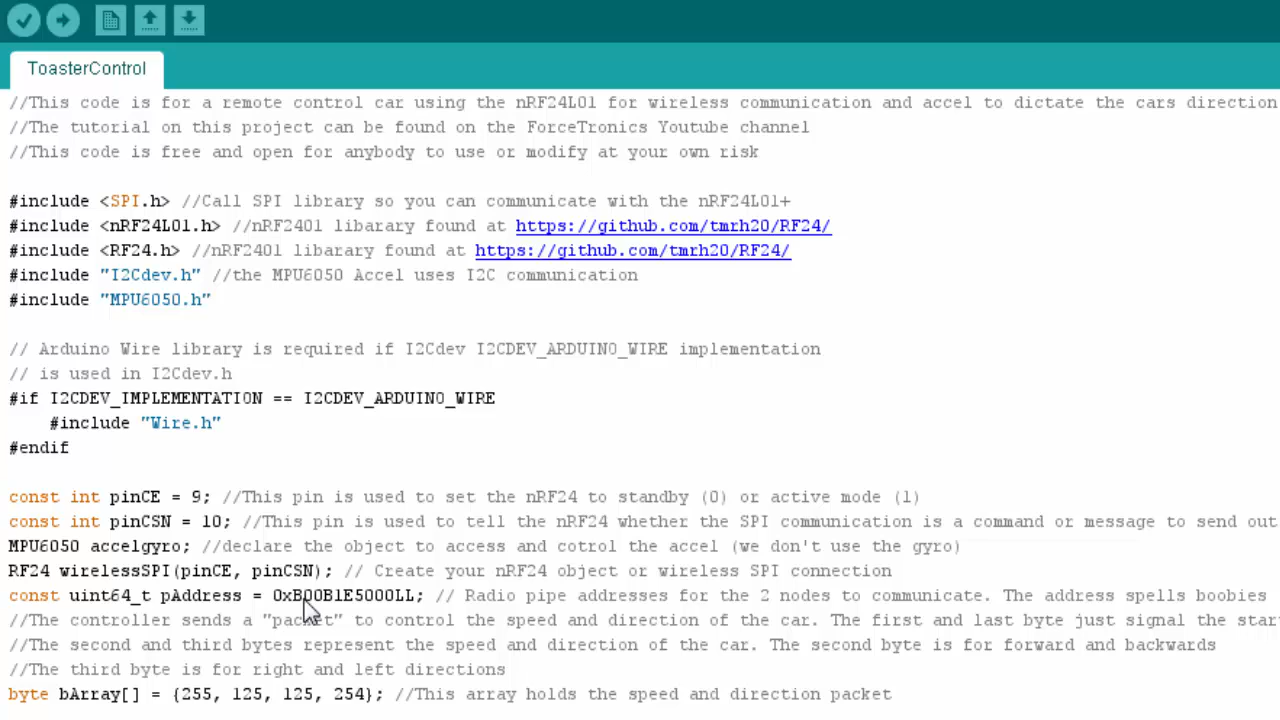 ToasterControl
//This code is for a remote control car using the nRF24L01 for wireless communication and accel to dictate the cars direction
//The tutorial on this project can be found on the ForceTronics Youtube channel
//This code is free and open for anybody to use or modify at your own risk
#include <SPI.h> //Call SPI library so you can communicate with the nRF24L01+
#include <nRF24L01.h> //nRF2401 libarary found at https://github.com/tmrh20/RF24/
#include <RF24.h> //nRF2401 libarary found at https://github.com/tmrh20/RF24/
#include "I2Cdev.h" //the MPU6050 Accel uses I2C communication
#include "MPU6050.h"
// Arduino Wire library is required if I2Cdev I2CDEV_ARDUINO_WIRE implementation
// is used in I2Cdev.h
#if I2CDEV_IMPLEMENTATION == I2CDEV_ARDUINO_WIRE
#include "Wire.h"
#endif
const int pinCE = 9; //This pin is used to set the nRF24 to standby (0) or active mode (1)
const int pinCSN = 10; //This pin is used to tell the nRF24 whether the SPI communication is a command or message to send out
MPU6050 accelgyro; //declare the object to access and cotrol the accel (we don't use the gyro)
RF24 wirelessSPI(pinCE, pinCSN); // Create your nRF24 object or wireless SPI connection
const uint64_t pAddress = 0xB00B1E5000LL; // Radio pipe addresses for the 2 nodes to communicate. The address spells boobies
//The controller sends a "packet" to control the speed and direction of the car. The first and last byte just signal the star
//The second and third bytes represent the speed and direction of the car. The second byte is for forward and backwards
//The third byte is for right and left directions
byte bArray[] = {255, 125, 125, 254}; //This array holds the speed and direction packet